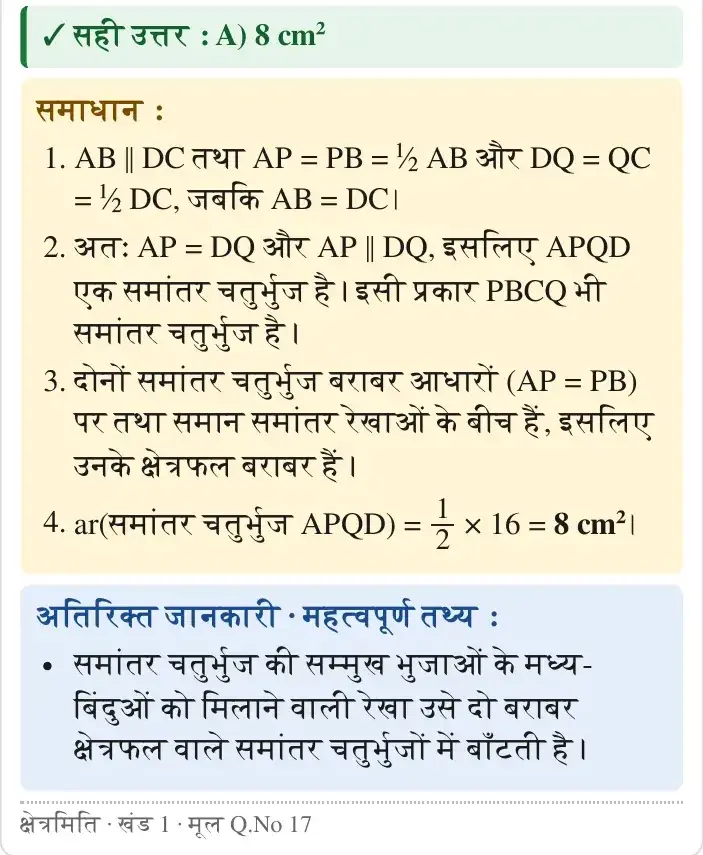 ✓ सही उत्तर : A) 8 cm²
समाधान :
1. AB || DC तथा AP = PB = ½ AB और DQ = QC
= ½ DC, जबकि AB = DC।
2. अतः AP = DQ और AP || DQ, इसलिए APQD
एक समांतर चतुर्भुज है। इसी प्रकार PBCQ भी
समांतर चतुर्भुज है।
3. दोनों समांतर चतुर्भुज बराबर आधारों (AP = PB)
पर तथा समान समांतर रेखाओं के बीच हैं, इसलिए
उनके क्षेत्रफल बराबर हैं।
4. ar(समांतर चतुर्भुज APQD) = 1/2 × 16 = 8 cm²।
अतिरिक्त जानकारी · महत्वपूर्ण तथ्य :
• समांतर चतुर्भुज की सम्मुख भुजाओं के मध्य-
बिंदुओं को मिलाने वाली रेखा उसे दो बराबर
क्षेत्रफल वाले समांतर चतुर्भुजों में बाँटती है।
क्षेत्रमिति · खंड 1 · मूल Q.No 17